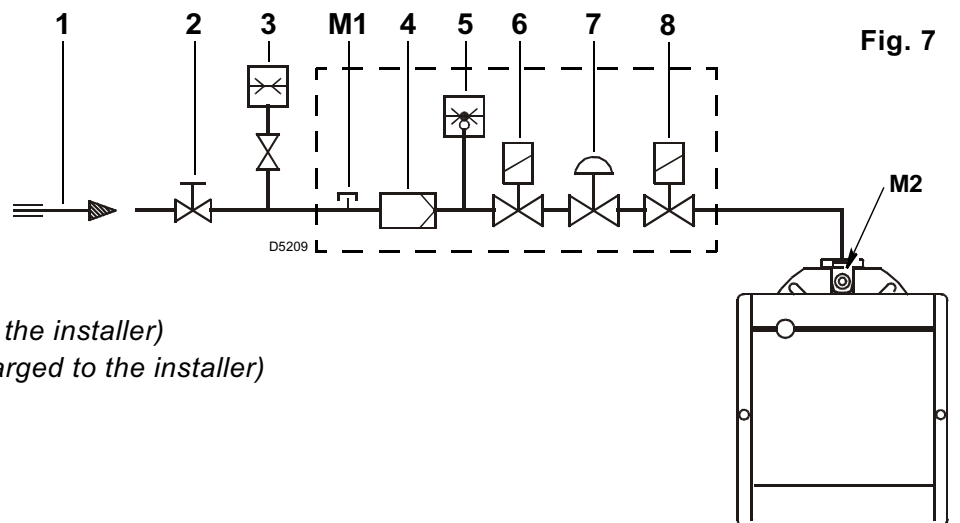 1 2 3 M1 4 5 6 7 8
Fig. 7
M2
D5209
the installer)
arged to the installer)